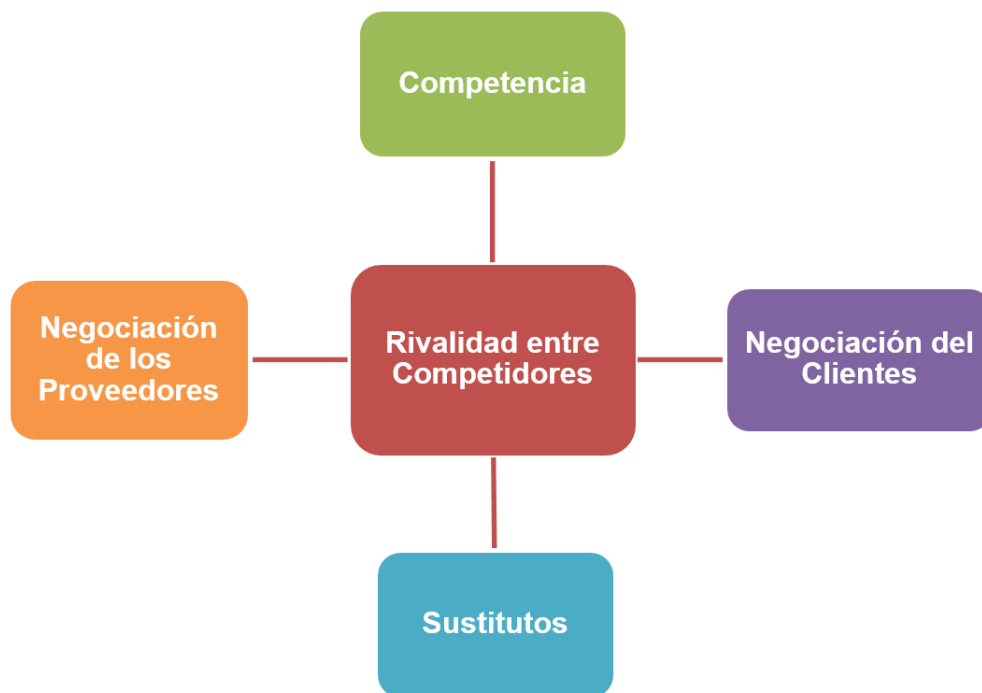 Competencia
Negociación
de los
Proveedores
Rivalidad entre
Competidores
Negociación del
Clientes
Sustitutos